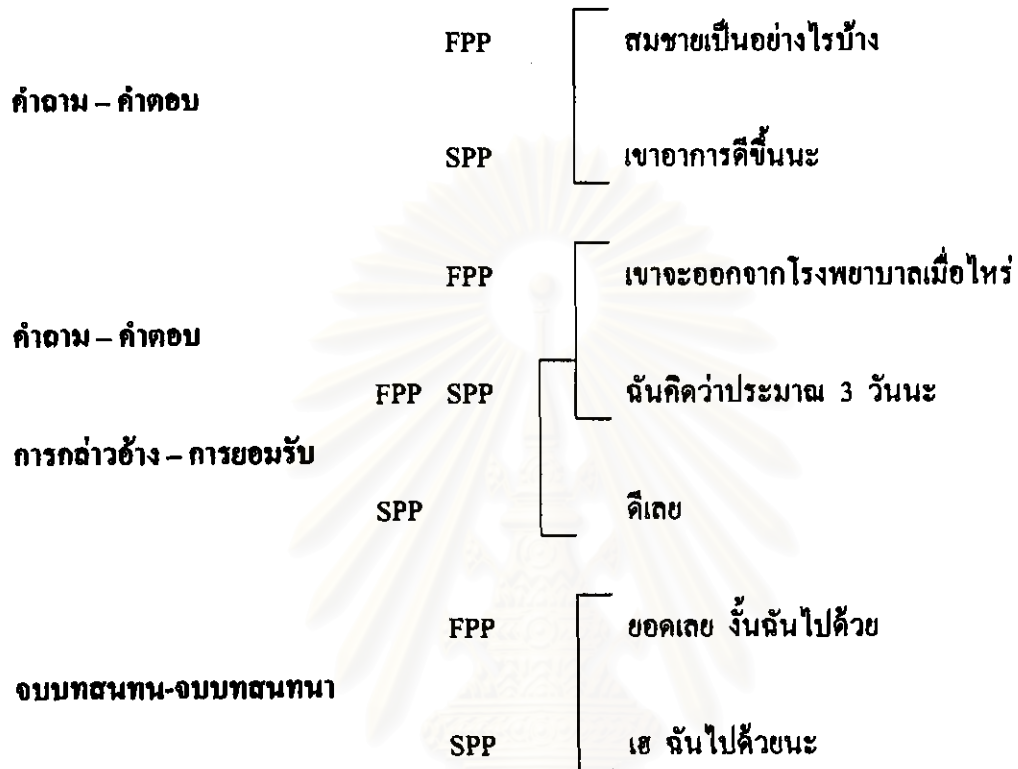 FPP สมชายเป็นอย่างไรบ้าง
คำถาม – คำตอบ
SPP เขาอาการดีขึ้นนะ
FPP เขาจะออกจากโรงพยาบาลเมื่อไหร่
คำถาม – คำตอบ
FPP SPP ฉันคิดว่าประมาณ 3 วันนะ
การกล่าวอ้าง – การยอมรับ
SPP ดีเลย
FPP ยอดเลย งั้นฉันไปด้วย
จบบทสนทน-จบบทสนทนา
SPP เฮ ฉันไปด้วยนะ